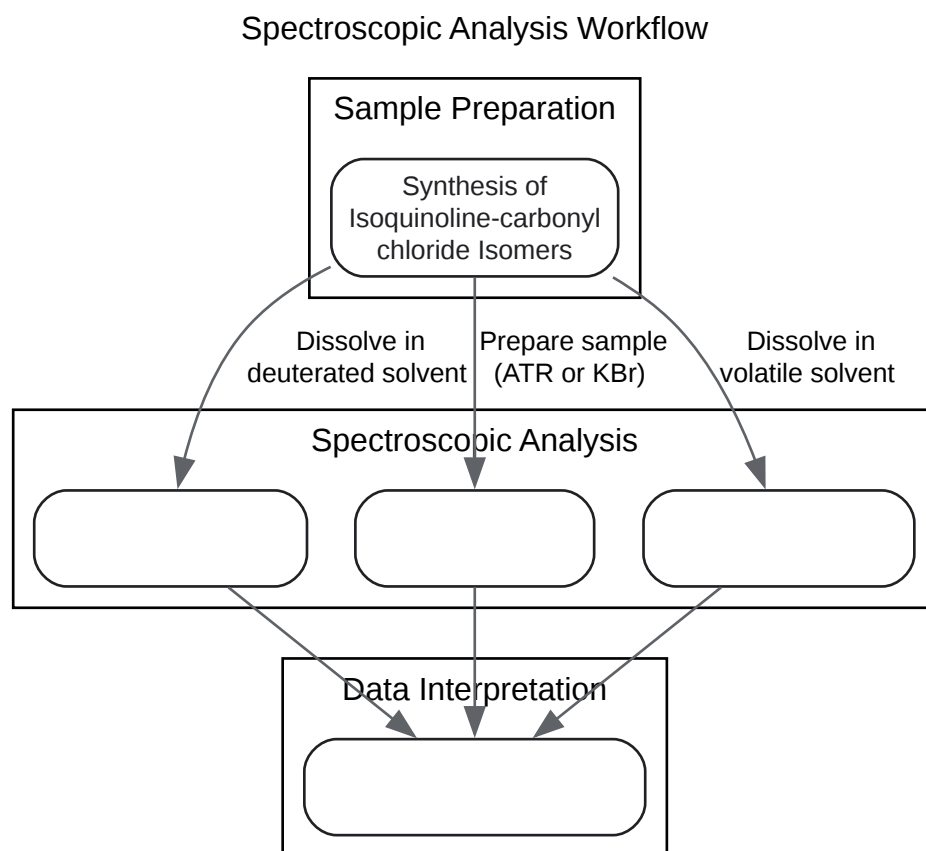 Spectroscopic Analysis Workflow
Sample Preparation
Synthesis of
Isoquinoline-carbonyl
chloride Isomers
Dissolve in
deuterated solvent
Prepare sample
(ATR or KBr)
Dissolve in
volatile solvent
Spectroscopic Analysis
Data Interpretation